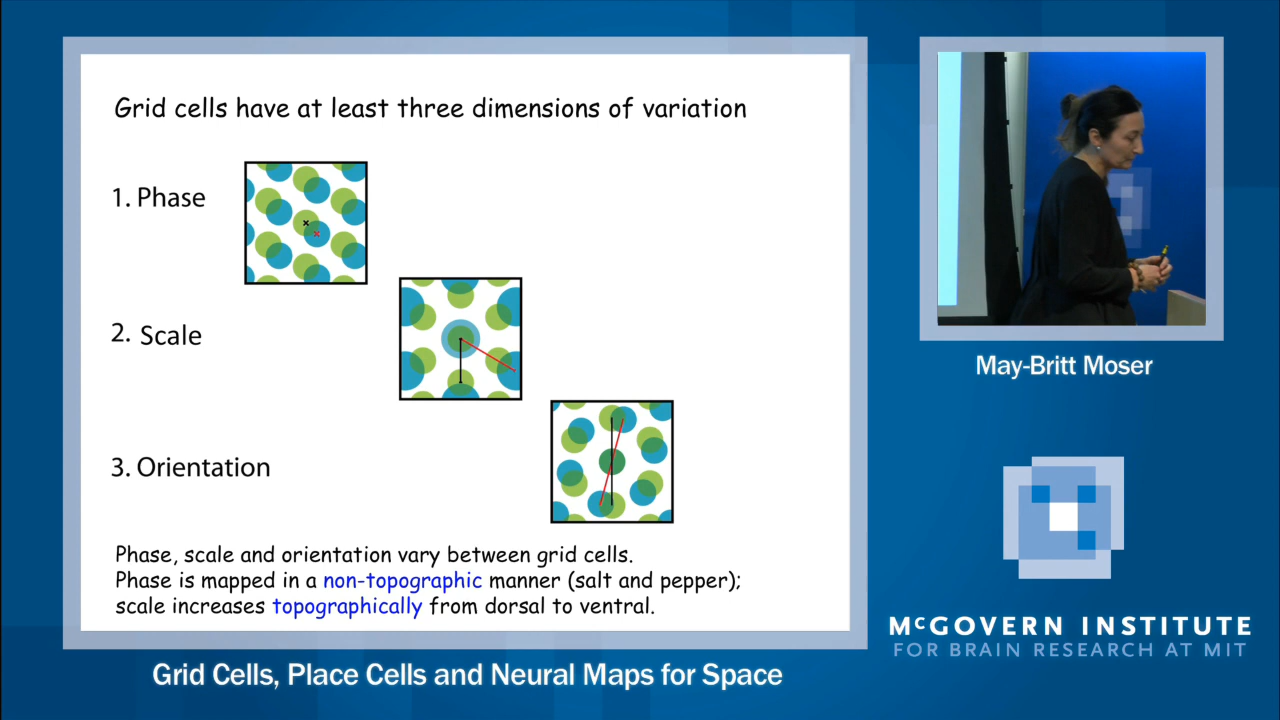 Grid cells have at least three dimensions of variation
1. Phase
2. Scale
3. Orientation
Phase, scale and orientation vary between grid cells.
Phase is mapped in a non-topographic manner (salt and pepper);
scale increases topographically from dorsal to ventral.
Grid Cells, Place Cells and Neural Maps for Space
May-Britt Moser
McGOVERN INSTITUTE
FOR BRAIN RESEARCH AT MIT